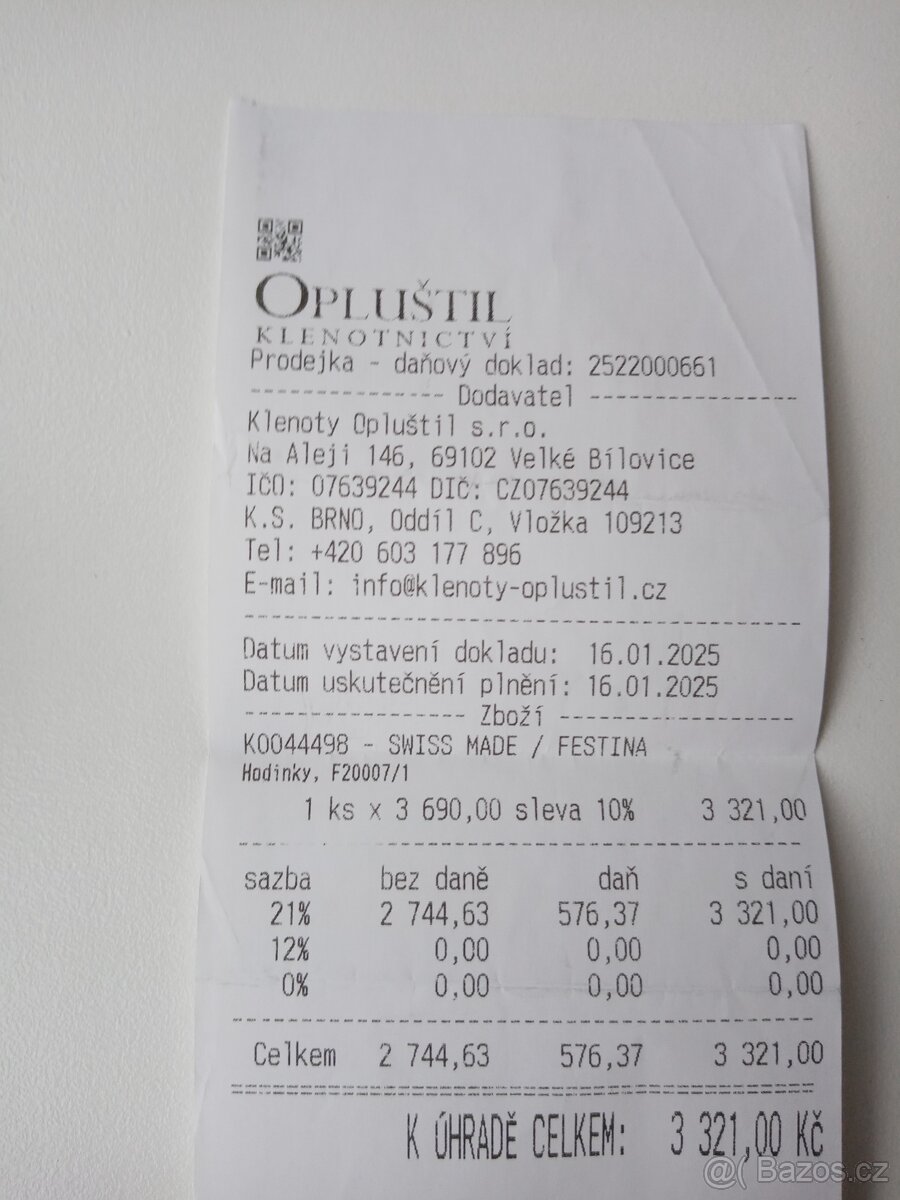 OPLUŠTIL
KLENOTNICTVÍ
Prodejka - daňový doklad: 2522000661
--------------- Dodavatel ----------------
Klenoty Opluštil s.r.o.
Na Aleji 146, 69102 Velké Bílovice
IČO: 07639244 DIČ: CZ07639244
K.S. BRNO, Oddíl C, Vložka 109213
Tel: +420 603 177 896
E-mail: info@klenoty-oplustil.cz
Datum vystavení dokladu: 16.01.2025
Datum uskutečnění plnění: 16.01.2025
----------------- Zboží ------------------
K0044498 - SWISS MADE / FESTINA
Hodinky, F20007/1
1 ks x 3 690,00 sleva 10% 3 321,00
sazba bez daně daň s daní
21% 2 744,63 576,37 3 321,00
12% 0,00 0,00 0,00
0% 0,00 0,00 0,00
Celkem 2 744,63 576,37 3 321,00
K ÚHRADĚ CELKEM: 3 321,00 Kč
@( Bazos.cz